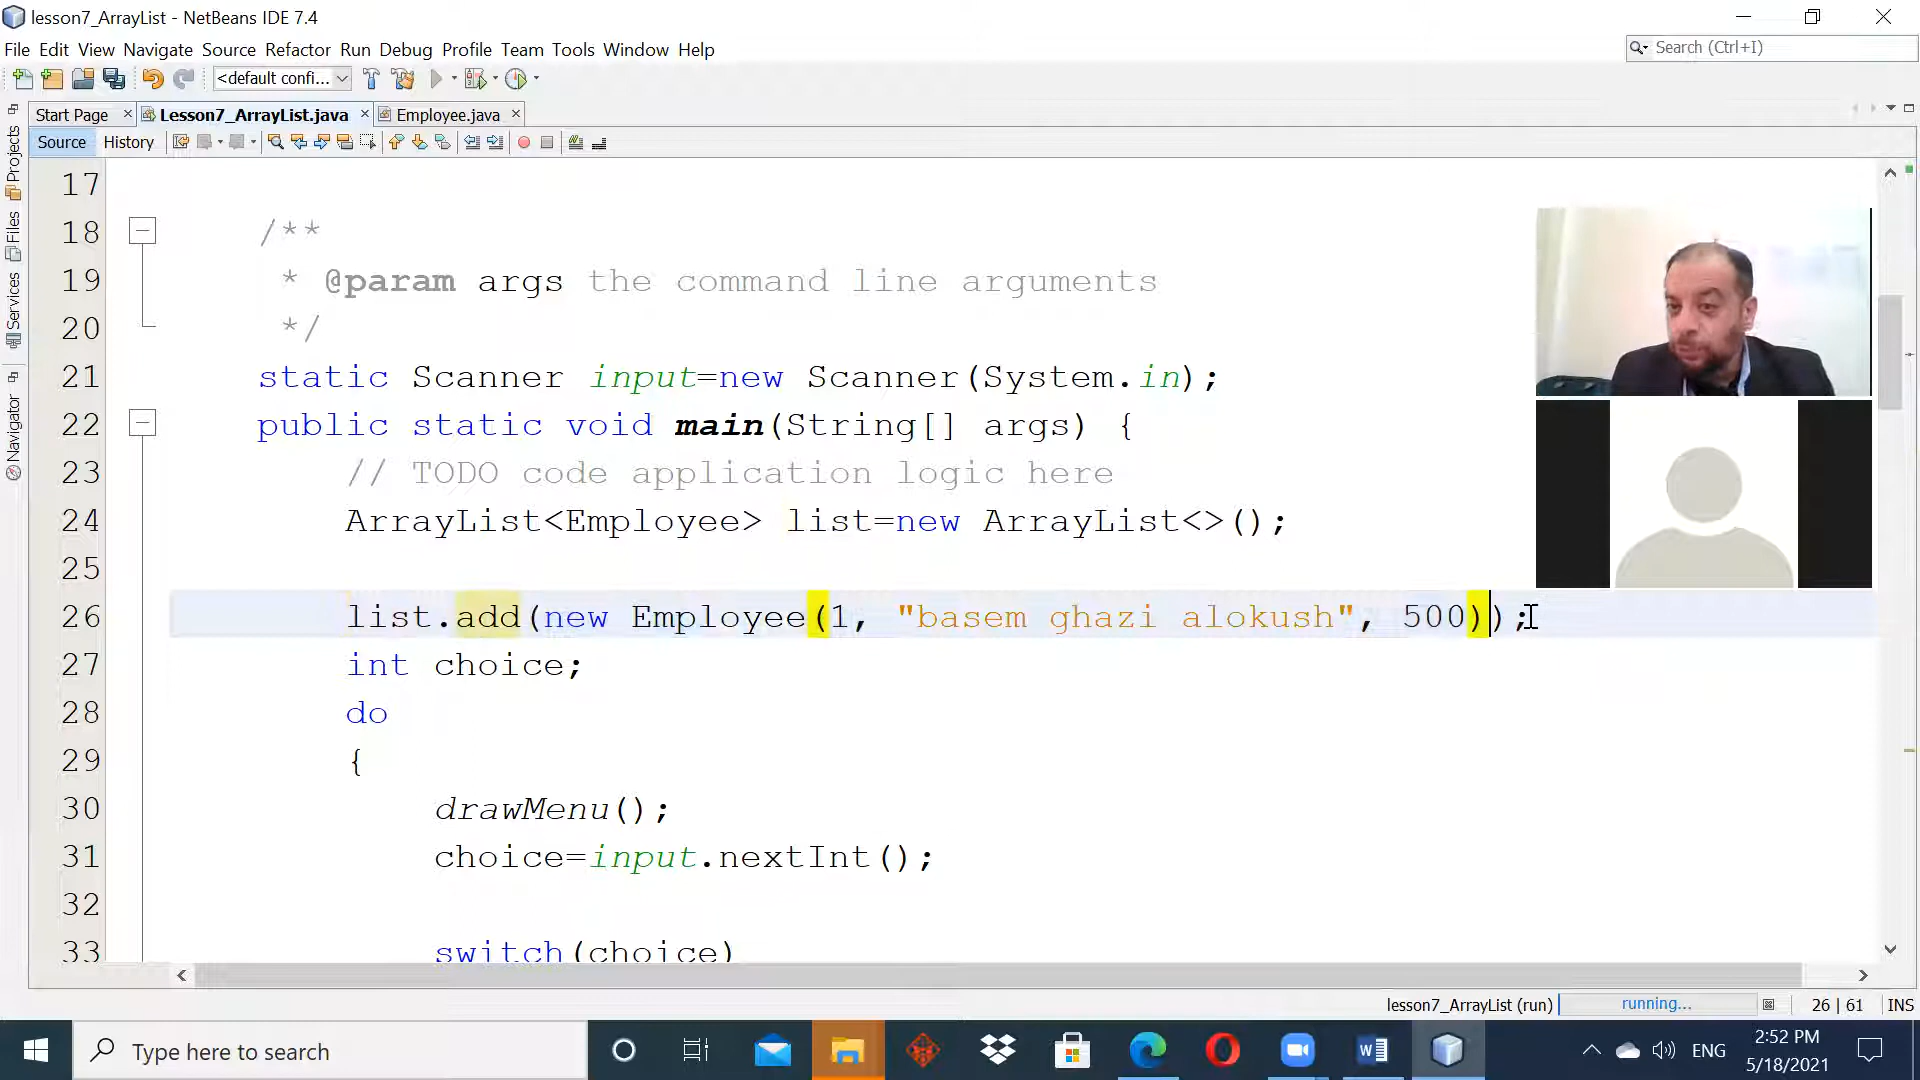 lesson7_ArrayList - NetBeans IDE 7.4
File Edit View Navigate Source Refactor Run Debug Profile Team Tools Window Help
Search (Ctrl+I)
<default confi...
Start Page
Lesson7_ArrayList.java
Employee.java
Source History
Projects
Files
Services
Navigator
17
18 /**
19 * @param args the command line arguments
20 */
21 static Scanner input=new Scanner(System.in);
22 public static void main(String[] args) {
23 // TODO code application logic here
24 ArrayList<Employee> list=new ArrayList<>();
25
26 list.add(new Employee(1, "basem ghazi alokush", 500));
27 int choice;
28 do
29 {
30 drawMenu();
31 choice=input.nextInt();
32
33 switch(choice)
lesson7_ArrayList (run) running... 26 | 61 INS
Type here to search
ENG
2:52 PM
5/18/2021